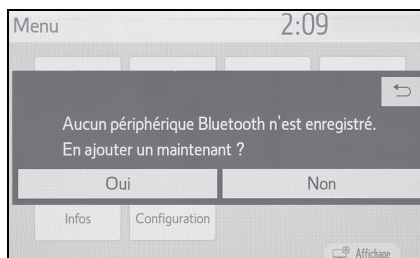 Menu
2:09
Aucun périphérique Bluetooth n'est enregistré.
En ajouter un maintenant ?
Oui
Non
Infos
Configuration
Affichage